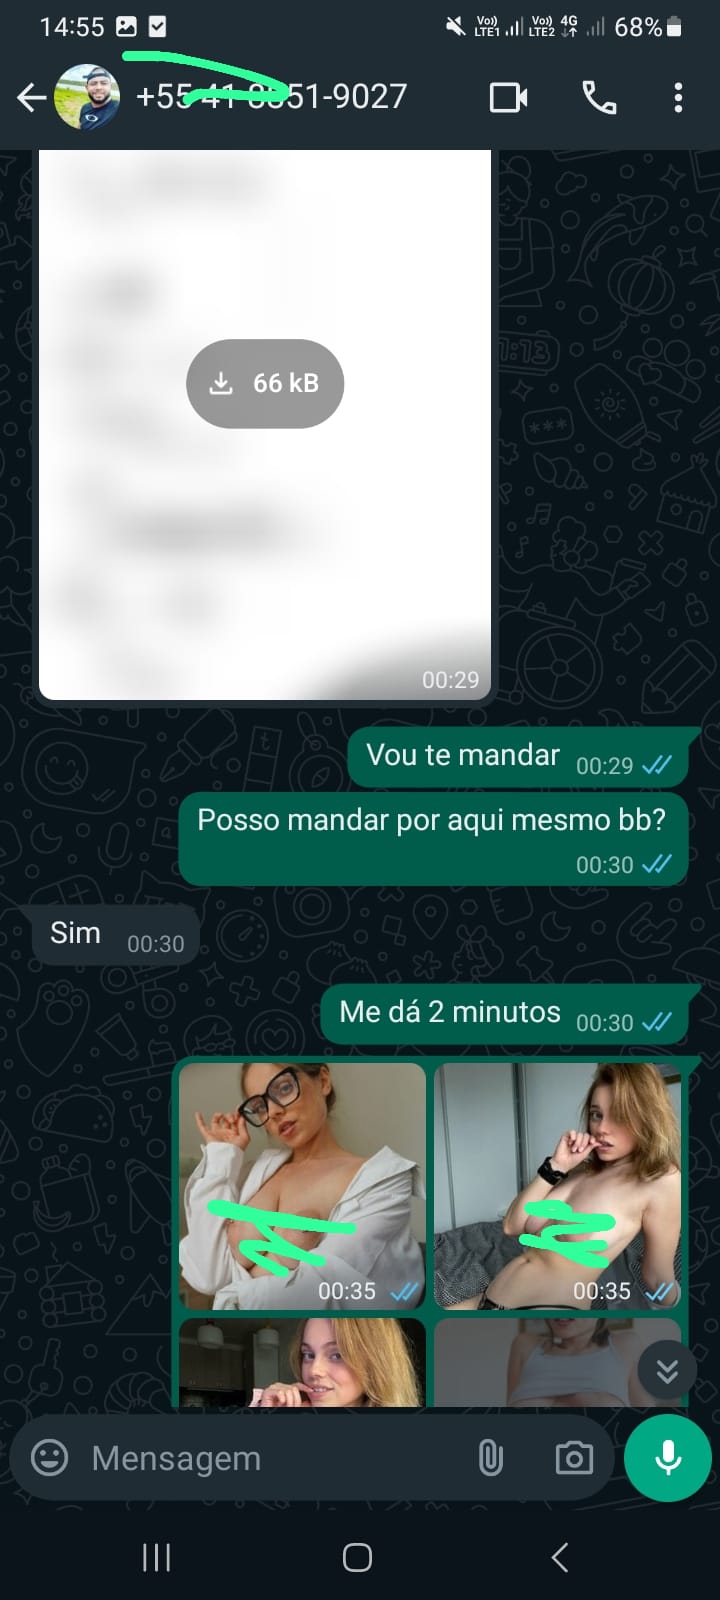 14:55 Vo)) LTE1 Vo)) LTE2 4G 68%
51-9027
66 kB
00:29
Vou te mandar 00:29
Posso mandar por aqui mesmo bb?
00:30
Sim 00:30
Me dá 2 minutos 00:30
00:35 00:35
Mensagem